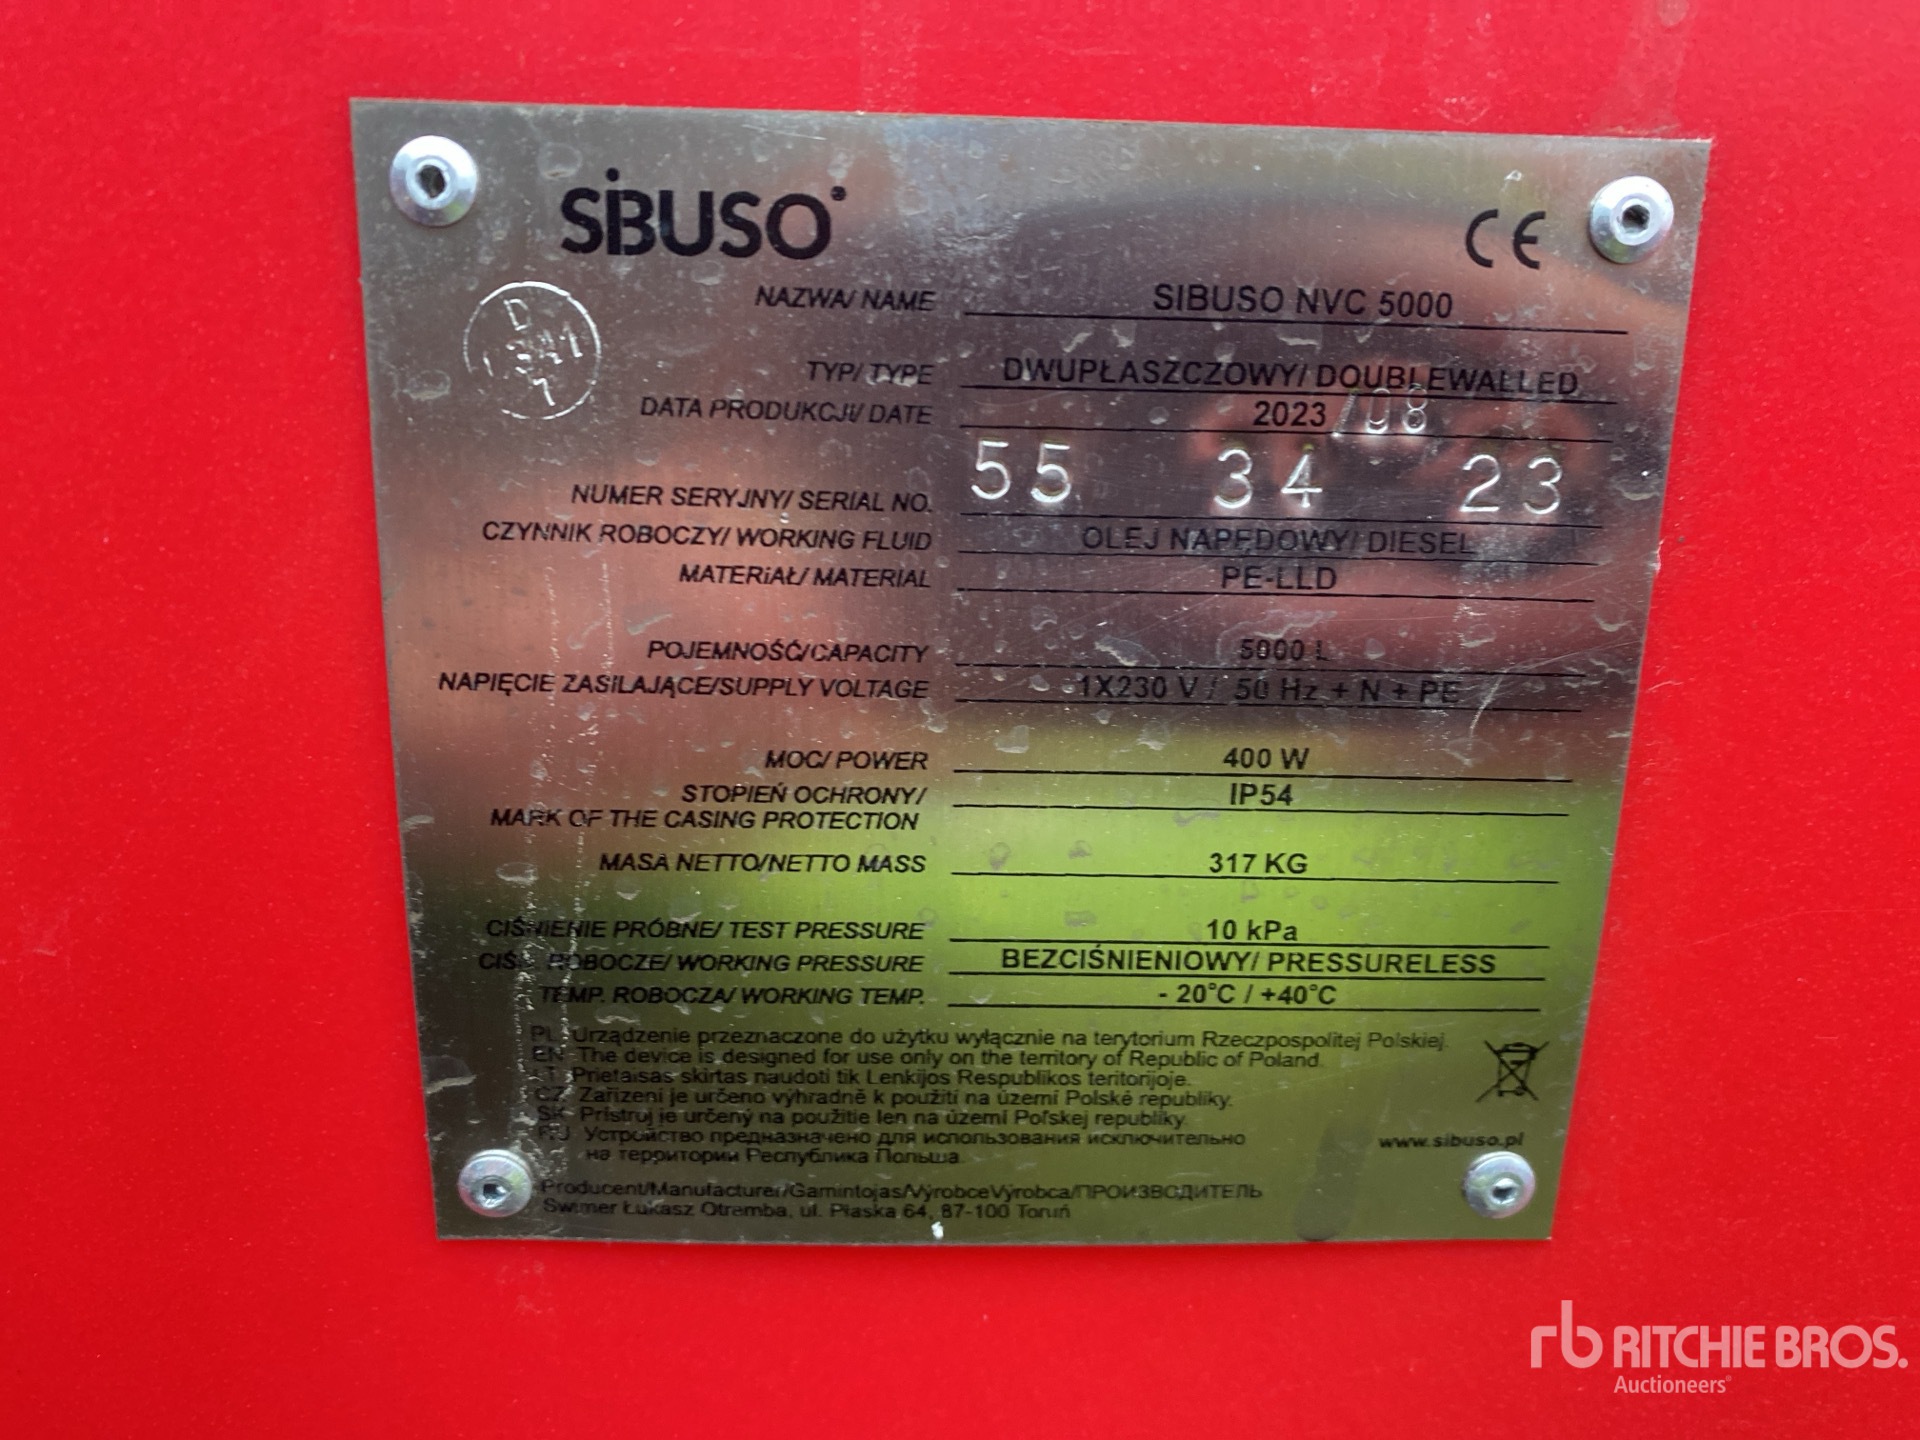 SIBUSO
CE
NAZWA/ NAME SIBUSO NVC 5000
D
7
TYP/ TYPE DWUPŁASZCZOWY/ DOUBLEWALLED
DATA PRODUKCJI/ DATE 2023 /08
NUMER SERYJNY/ SERIAL NO. 55 34 23
CZYNNIK ROBOCZY/ WORKING FLUID OLEJ NAPĘDOWY/ DIESEL
MATERiAŁ/ MATERIAL PE-LLD
POJEMNOŚĆ/CAPACITY 5000 L
NAPIĘCIE ZASILAJĄCE/SUPPLY VOLTAGE 1X230 V / 50 Hz + N + PE
MOC/ POWER 400 W
STOPIEŃ OCHRONY/ IP54
MARK OF THE CASING PROTECTION
MASA NETTO/NETTO MASS 317 KG
CIŚNIENIE PRÓBNE/ TEST PRESSURE 10 kPa
CIŚ. ROBOCZE/ WORKING PRESSURE BEZCIŚNIENIOWY/ PRESSURELESS
TEMP. ROBOCZA/ WORKING TEMP. - 20°C / +40°C
PL Urządzenie przeznaczone do użytku wyłącznie na terytorium Rzeczpospolitej Polskiej.
EN The device is designed for use only on the territory of Republic of Poland.
LT Prietaisas skirtas naudoti tik Lenkijos Respublikos teritorijoje.
CZ Zařízení je určeno výhradně k použití na území Polské republiky.
SK Prístroj je určený na použitie len na území Poľskej republiky.
RU Устройство предназначено для использования исключительно
на территории Республика Польша.
www.sibuso.pl
Producent/Manufacturer/Gamintojas/VýrobceVýrobca/ПРОИЗВОДИТЕЛЬ
Swimer Łukasz Otremba, ul. Płaska 64, 87-100 Toruń
rb RITCHIE BROS.
Auctioneers